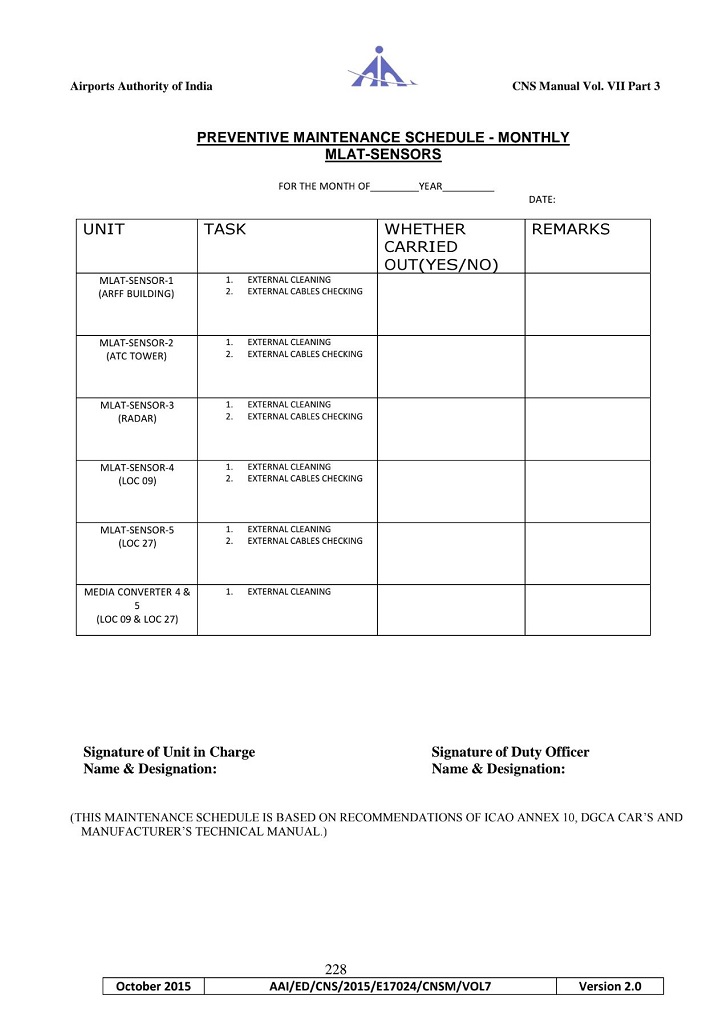 Airports Authority of India
CNS Manual Vol. VII Part 3
PREVENTIVE MAINTENANCE SCHEDULE - MONTHLY
MLAT-SENSORS
FOR THE MONTH OF_________YEAR__________
DATE:
UNIT TASK WHETHER REMARKS
CARRIED
OUT(YES/NO)
MLAT-SENSOR-1 1. EXTERNAL CLEANING
(ARFF BUILDING) 2. EXTERNAL CABLES CHECKING
MLAT-SENSOR-2 1. EXTERNAL CLEANING
(ATC TOWER) 2. EXTERNAL CABLES CHECKING
MLAT-SENSOR-3 1. EXTERNAL CLEANING
(RADAR) 2. EXTERNAL CABLES CHECKING
MLAT-SENSOR-4 1. EXTERNAL CLEANING
(LOC 09) 2. EXTERNAL CABLES CHECKING
MLAT-SENSOR-5 1. EXTERNAL CLEANING
(LOC 27) 2. EXTERNAL CABLES CHECKING
MEDIA CONVERTER 4 & 1. EXTERNAL CLEANING
5
(LOC 09 & LOC 27)
Signature of Unit in Charge Signature of Duty Officer
Name & Designation: Name & Designation:
(THIS MAINTENANCE SCHEDULE IS BASED ON RECOMMENDATIONS OF ICAO ANNEX 10, DGCA CAR’S AND
MANUFACTURER’S TECHNICAL MANUAL.)
228
October 2015 AAI/ED/CNS/2015/E17024/CNSM/VOL7 Version 2.0